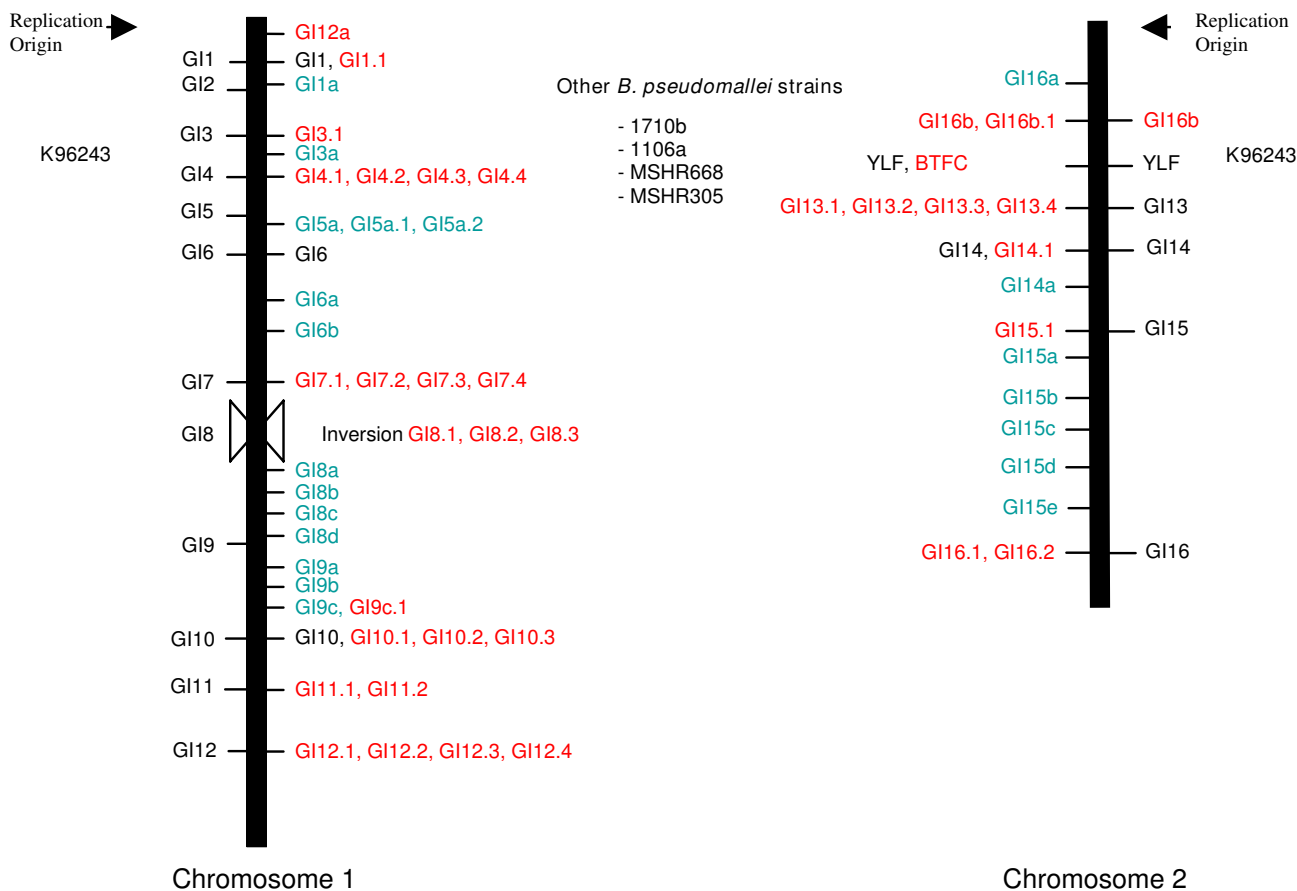 Replication
Origin
GI12a
GI1
GI1, GI1.1
GI2
GI1a
GI3
GI3.1
K96243
GI3a
GI4
GI4.1, GI4.2, GI4.3, GI4.4
GI5
GI5a, GI5a.1, GI5a.2
GI6
GI6
GI6a
GI6b
GI7
GI7.1, GI7.2, GI7.3, GI7.4
GI8
Inversion GI8.1, GI8.2, GI8.3
GI8a
GI8b
GI8c
GI8d
GI9
GI9a
GI9b
GI9c, GI9c.1
GI10
GI10, GI10.1, GI10.2, GI10.3
GI11
GI11.1, GI11.2
GI12
GI12.1, GI12.2, GI12.3, GI12.4
Chromosome 1
Other B. pseudomallei strains
- 1710b
- 1106a
- MSHR668
- MSHR305
Replication
Origin
GI16a
GI16b, GI16b.1
GI16b
YLF, BTFC
YLF
K96243
GI13.1, GI13.2, GI13.3, GI13.4
GI13
GI14, GI14.1
GI14
GI14a
GI15.1
GI15
GI15a
GI15b
GI15c
GI15d
GI15e
GI16.1, GI16.2
GI16
Chromosome 2